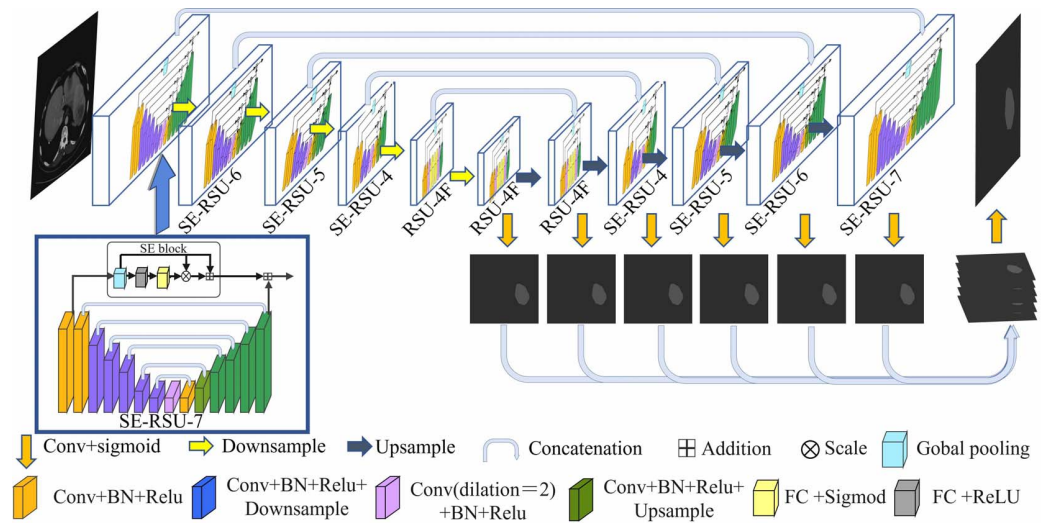 SE-RSU-6
SE-RSU-5
SE-RSU-4
RSU-4F
RSU-4F
RSU-4F
SE-RSU-4
SE-RSU-5
SE-RSU-6
SE-RSU-7
SE block
SE-RSU-7
Conv+sigmoid
Downsample
Upsample
Concatenation
Addition
Scale
Gobal pooling
Conv+BN+Relu
Conv+BN+Relu+
Downsample
Conv(dilation=2)
+BN+Relu
Conv+BN+Relu+
Upsample
FC +Sigmod
FC +ReLU